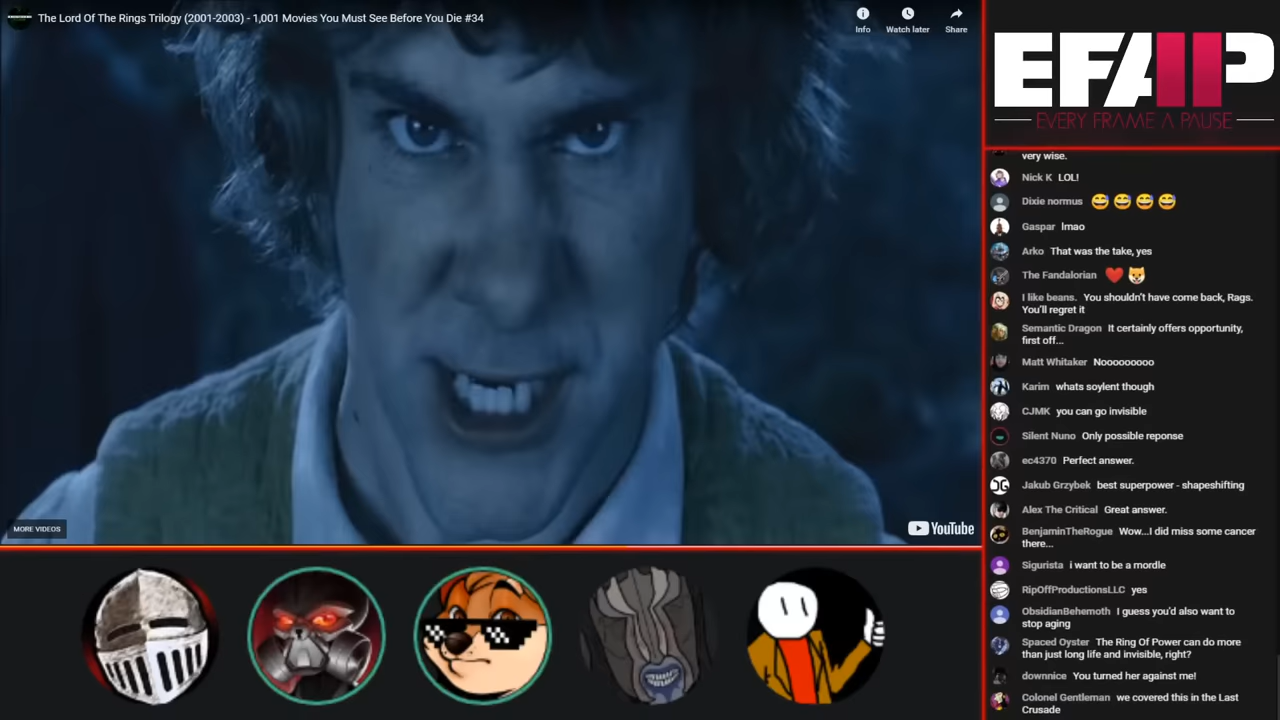 The Lord Of The Rings Trilogy (2001-2003) - 1,001 Movies You Must See Before You Die #34
Info
Watch later
Share
MORE VIDEOS
YouTube
EFAP
EVERY FRAME A PAUSE
very wise.
Nick K LOL!
Dixie normus 😅 😅 😅 😅
Gaspar lmao
Arko That was the take, yes
The Fandalorian ❤️ 🐶
I like beans. You shouldn't have come back, Rags.
You'll regret it
Semantic Dragon It certainly offers opportunity,
first off...
Matt Whitaker Nooooooooo
Karim whats soylent though
CJMK you can go invisible
Silent Nuno Only possible reponse
ec4370 Perfect answer.
Jakub Grzybek best superpower - shapeshifting
Alex The Critical Great answer.
BenjaminTheRogue Wow...I did miss some cancer
there...
Sigurista i want to be a mordle
RipOffProductionsLLC yes
ObsidianBehemoth I guess you'd also want to
stop aging
Spaced Oyster The Ring Of Power can do more
than just long life and invisible, right?
downnice You turned her against me!
Colonel Gentleman we covered this in the Last
Crusade